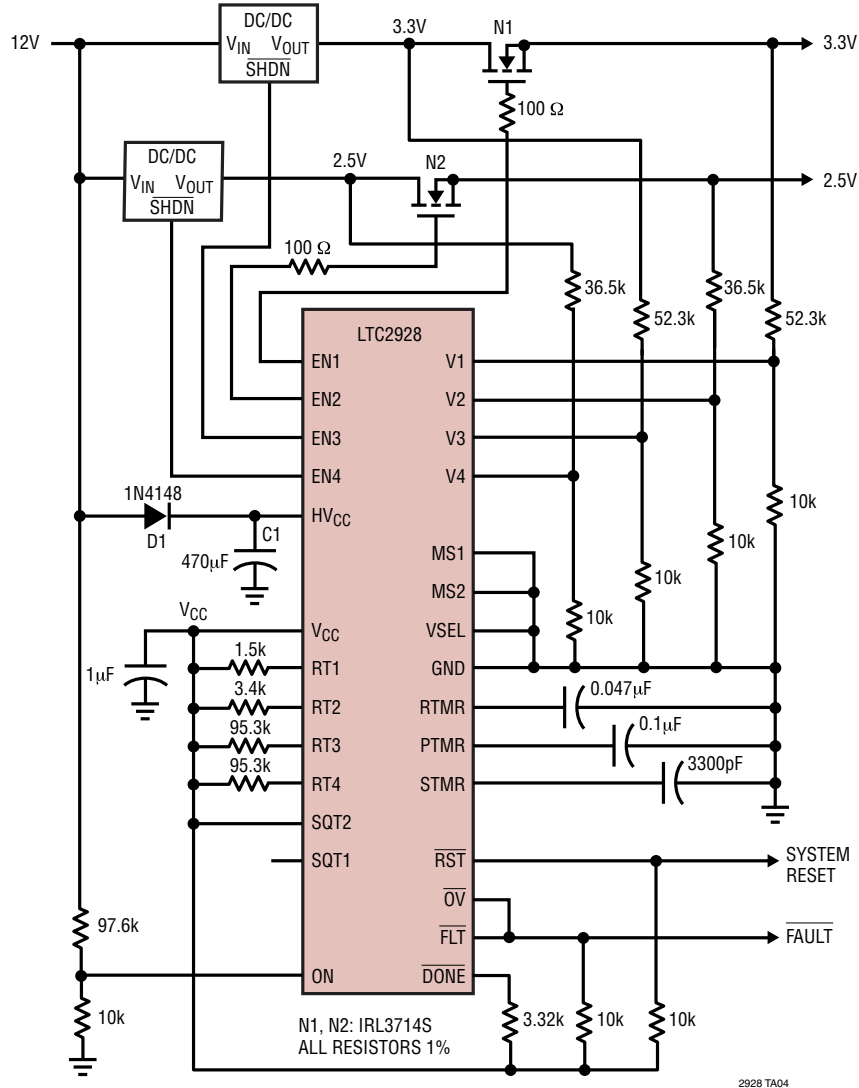 DC/DC
12V
VIN VOUT
SHDN
3.3V
N1
3.3V
100 Ω
DC/DC
VIN VOUT
SHDN
2.5V
N2
2.5V
100 Ω
36.5k
52.3k
36.5k
52.3k
LTC2928
EN1
V1
EN2
V2
EN3
V3
EN4
V4
1N4148
D1
HVCC
C1
470μF
10k
10k
10k
10k
MS1
MS2
VSEL
GND
VCC
VCC
1μF
1.5k
RT1
3.4k
RT2
95.3k
RT3
95.3k
RT4
RTMR
0.047μF
PTMR
0.1μF
STMR
3300pF
SQT2
SQT1
RST
SYSTEM
RESET
OV
FLT
FAULT
97.6k
ON
DONE
10k
3.32k
10k
10k
N1, N2: IRL3714S
ALL RESISTORS 1%
2928 TA04